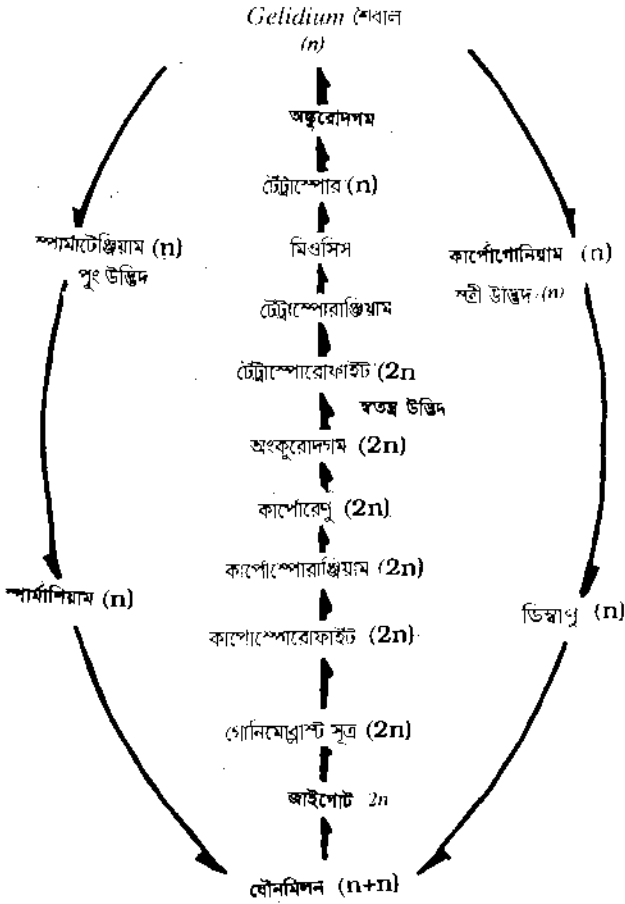 Gelidium শৈবাল
(n)
অঙ্কুরোদগম
টেট্রাস্পোর (n)
স্পার্মাটেঞ্জিয়াম (n)
পুং উদ্ভিদ
মিওসিস
কার্পোগোনিয়াম (n)
স্ত্রী উদ্ভিদ (n)
টেট্রাস্পোরাঞ্জিয়াম
টেট্রাস্পোরোফাইট (2n
স্বতন্ত্র উদ্ভিদ
অংকুরোদগম (2n)
কার্পোরেণু (2n)
কার্পোস্পোরাঞ্জিয়াম (2n)
স্পার্মাশিয়াম (n)
ডিম্বাণু (n)
কার্পোস্পোরোফাইট (2n)
গোনিমোব্লাস্ট সূত্র (2n)
জাইগোট 2n
যৌনমিলন (n+n)